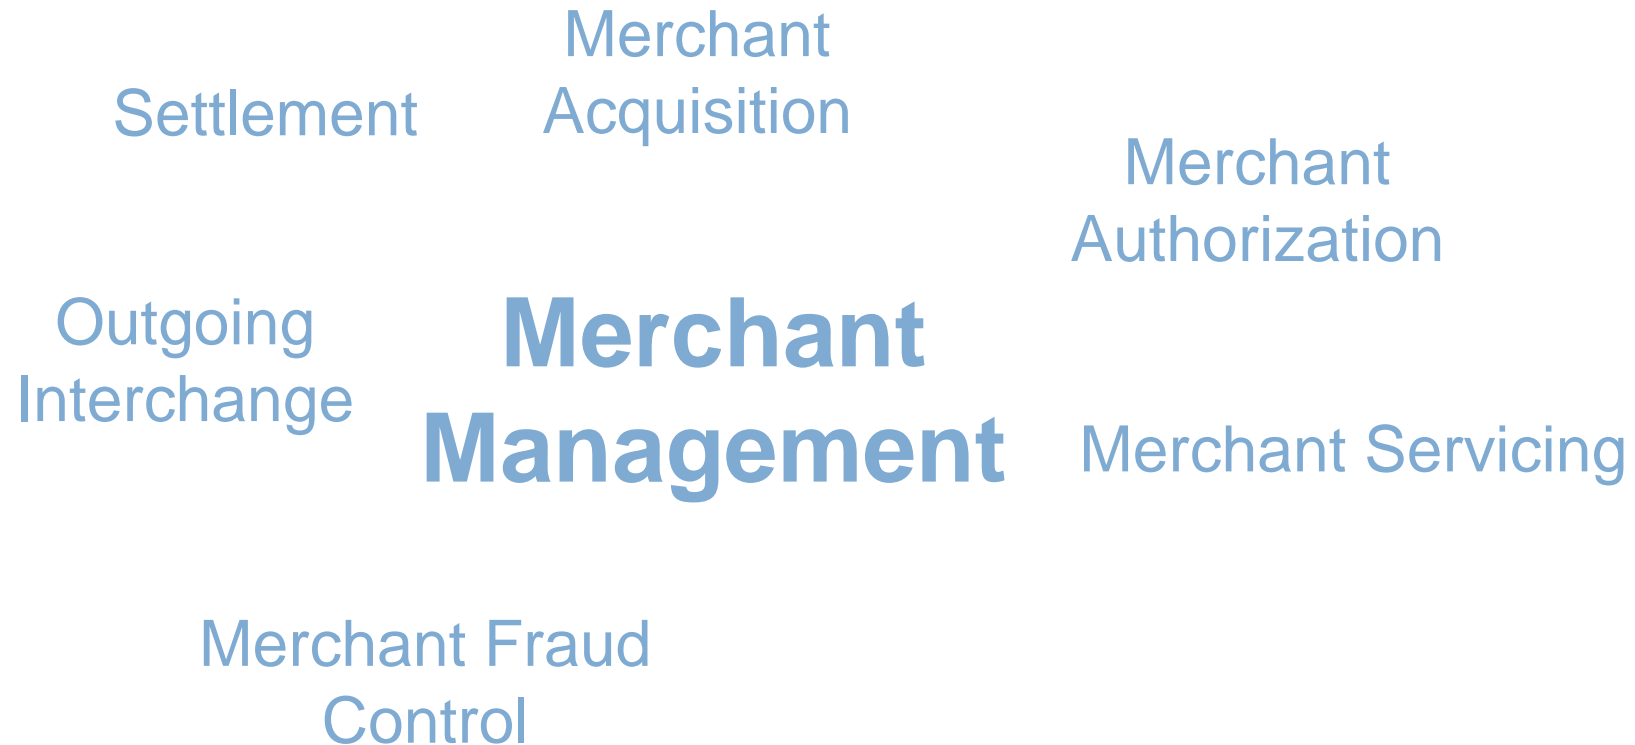 Merchant
Acquisition
Settlement
Merchant
Authorization
Outgoing
Interchange
Merchant
Management
Merchant Servicing
Merchant Fraud
Control